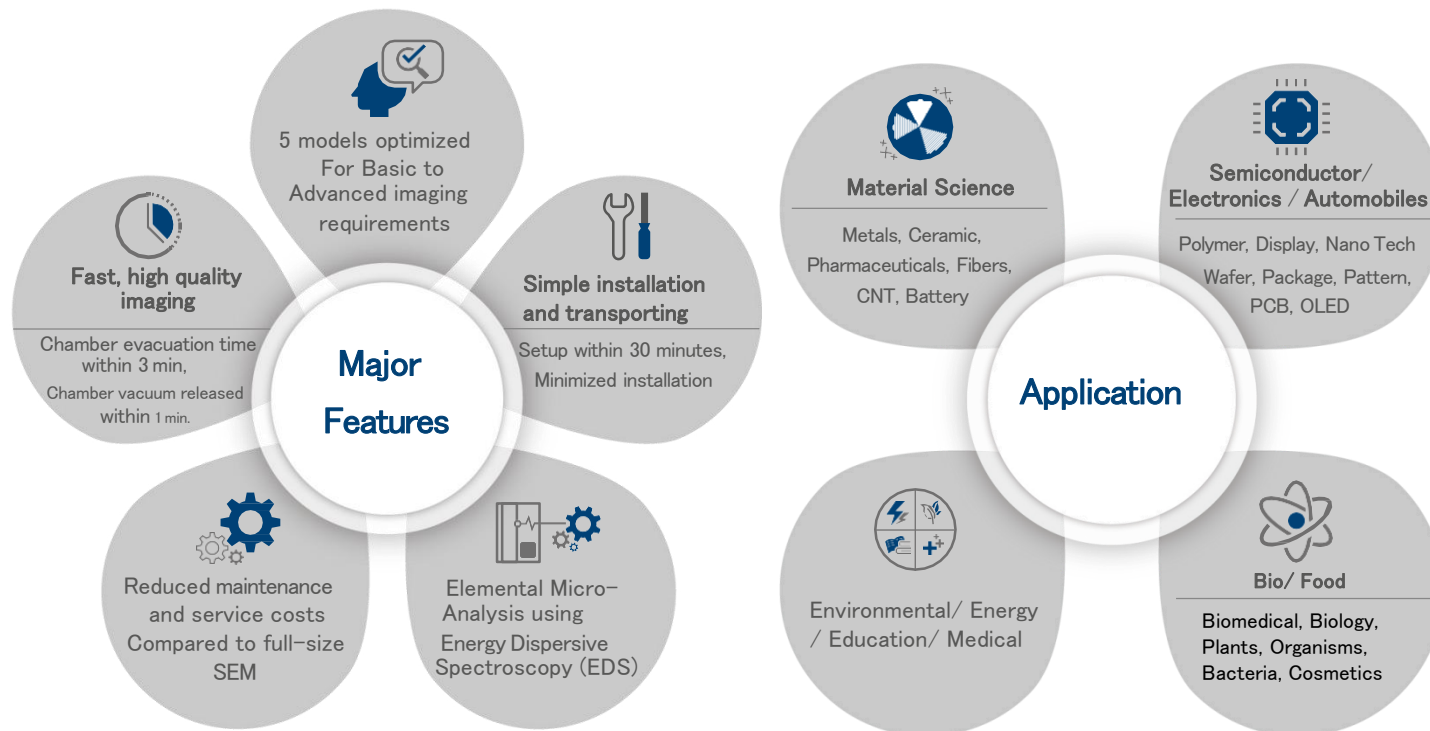 5 models optimized
For Basic to
Advanced imaging
requirements
Fast, high quality
imaging
Chamber evacuation time
within 3 min,
Chamber vacuum released
within 1 min.
Simple installation
and transporting
Setup within 30 minutes,
Minimized installation
Major
Features
Reduced maintenance
and service costs
Compared to full-size
SEM
Elemental Micro-
Analysis using
Energy Dispersive
Spectroscopy (EDS)
Material Science
Metals, Ceramic,
Pharmaceuticals, Fibers,
CNT, Battery
Semiconductor/
Electronics / Automobiles
Polymer, Display, Nano Tech
Wafer, Package, Pattern,
PCB, OLED
Application
Environmental/ Energy
/ Education/ Medical
Bio/ Food
Biomedical, Biology,
Plants, Organisms,
Bacteria, Cosmetics